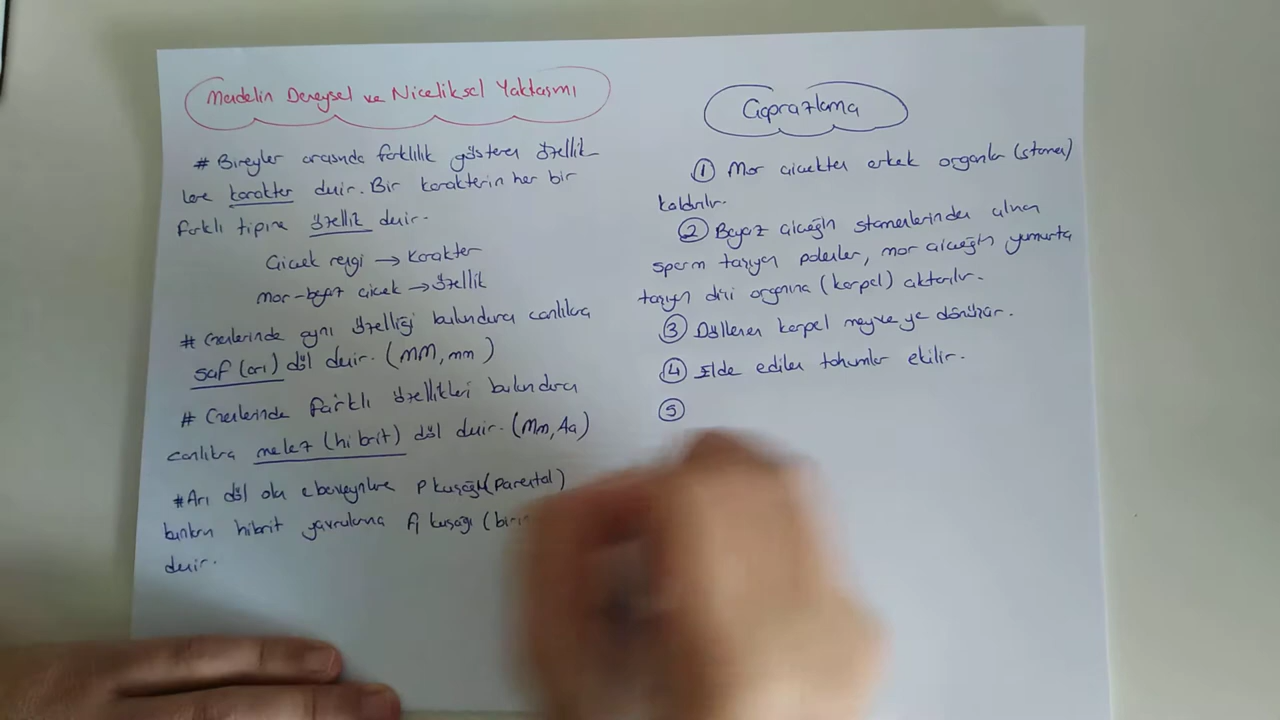 Mendelin Deneysel ve Niceliksel Yaklaşımı
# Bireyler arasında farklılık gösteren özellik
lere karakter denir. Bir karakterin her bir
farklı tipine özellik denir.
Çiçek rengi → Karakter
mor-beyaz çiçek → özellik
# Genlerinde aynı özelliği bulunduran canlılara
saf (arı) döl denir. (MM, mm)
# Genlerinde farklı özellikleri bulunduran
canlılara melez (hibrit) döl denir. (Mm, Aa)
# Arı döl olan ebeveynlere P kuşağı (parental)
bunların hibrit yavrularına F1 kuşağı
denir.
Çaprazlama
① Mor çiçekten erkek organlar (stamen)
kaldırılır.
② Beyaz çiçeğin stamenlerinden alınan
sperm taşıyan polenler, mor çiçeğin yumurta
taşıyan dişi organına (karpel) aktarılır.
③ Döllenen karpel meyveye dönüşür.
④ Elde edilen tohumlar ekilir.
⑤